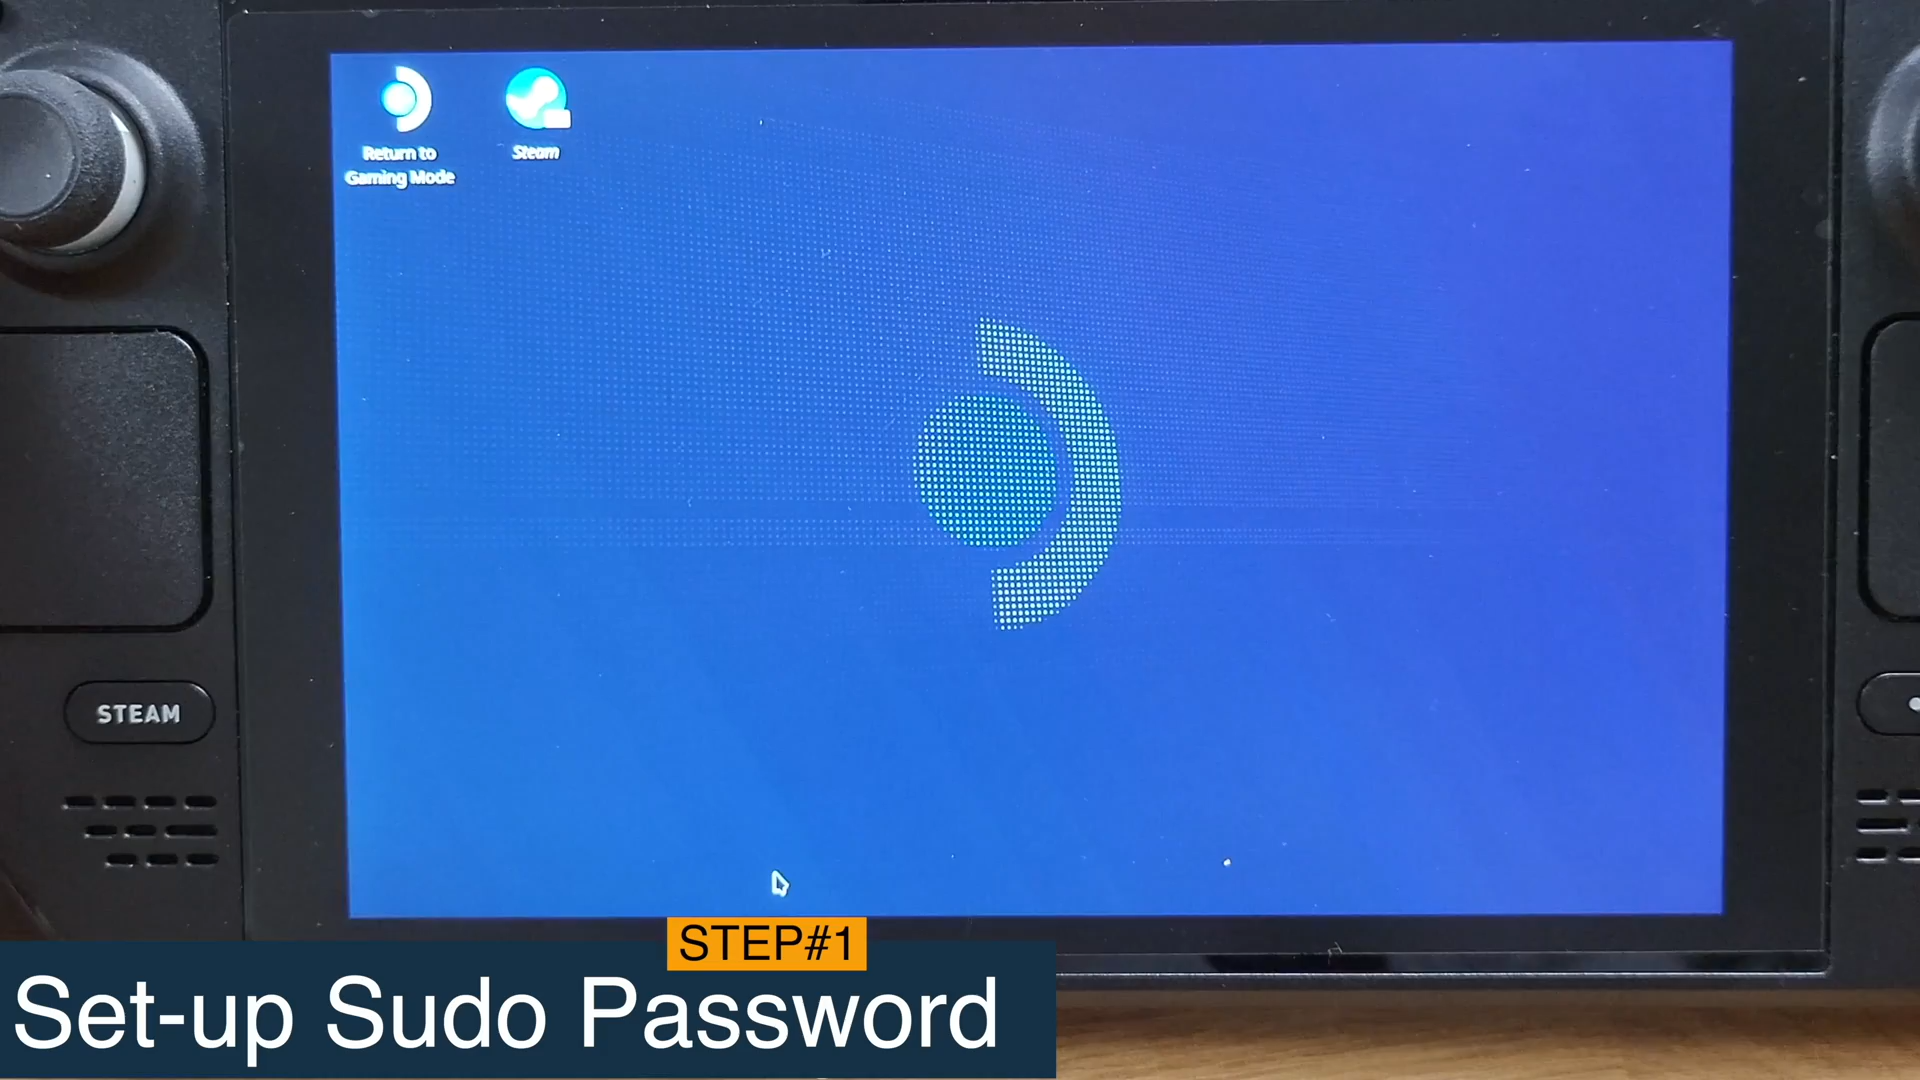 Return to
Gaming Mode
Steam
STEAM
STEP#1
Set-up Sudo Password